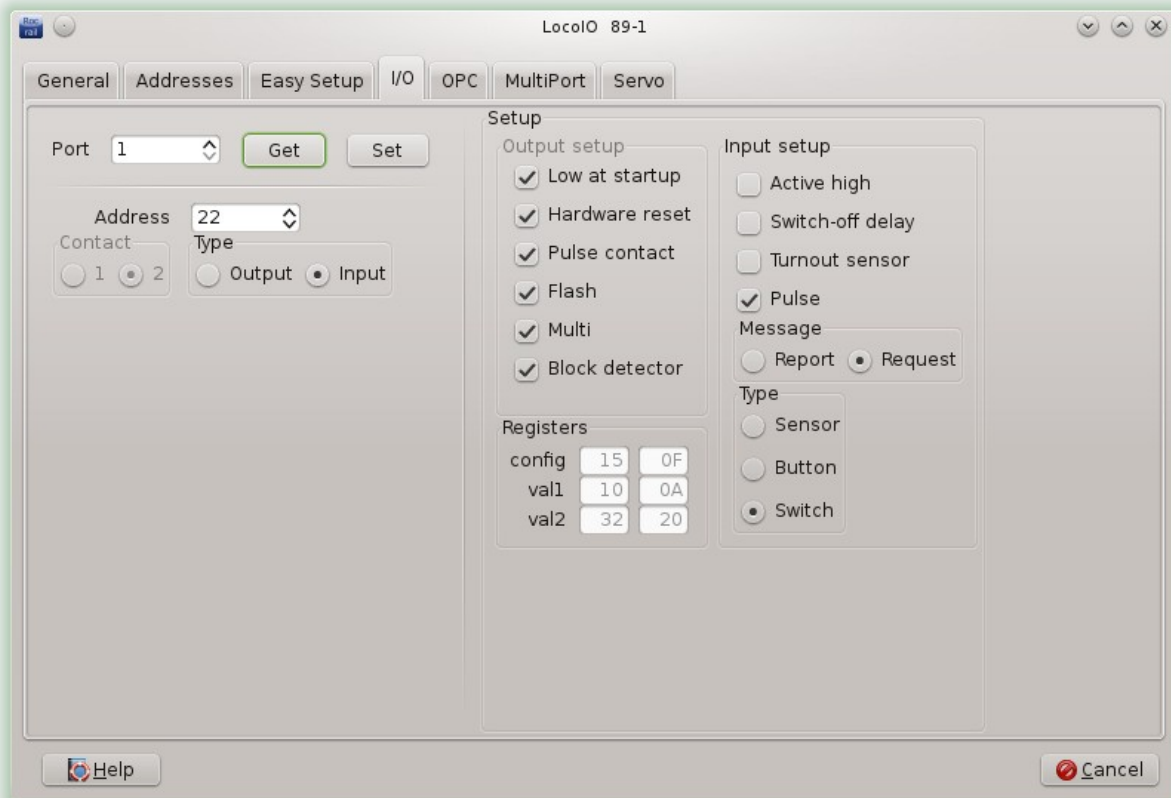 Roc
rail
LocoIO 89-1
General Addresses Easy Setup I/O OPC MultiPort Servo
Port 1 Get Set
Address 22
Contact
1 2
Type
Output Input
Setup
Output setup
Low at startup
Hardware reset
Pulse contact
Flash
Multi
Block detector
Registers
config 15 0F
val1 10 0A
val2 32 20
Input setup
Active high
Switch-off delay
Turnout sensor
Pulse
Message
Report Request
Type
Sensor
Button
Switch
Help
Cancel